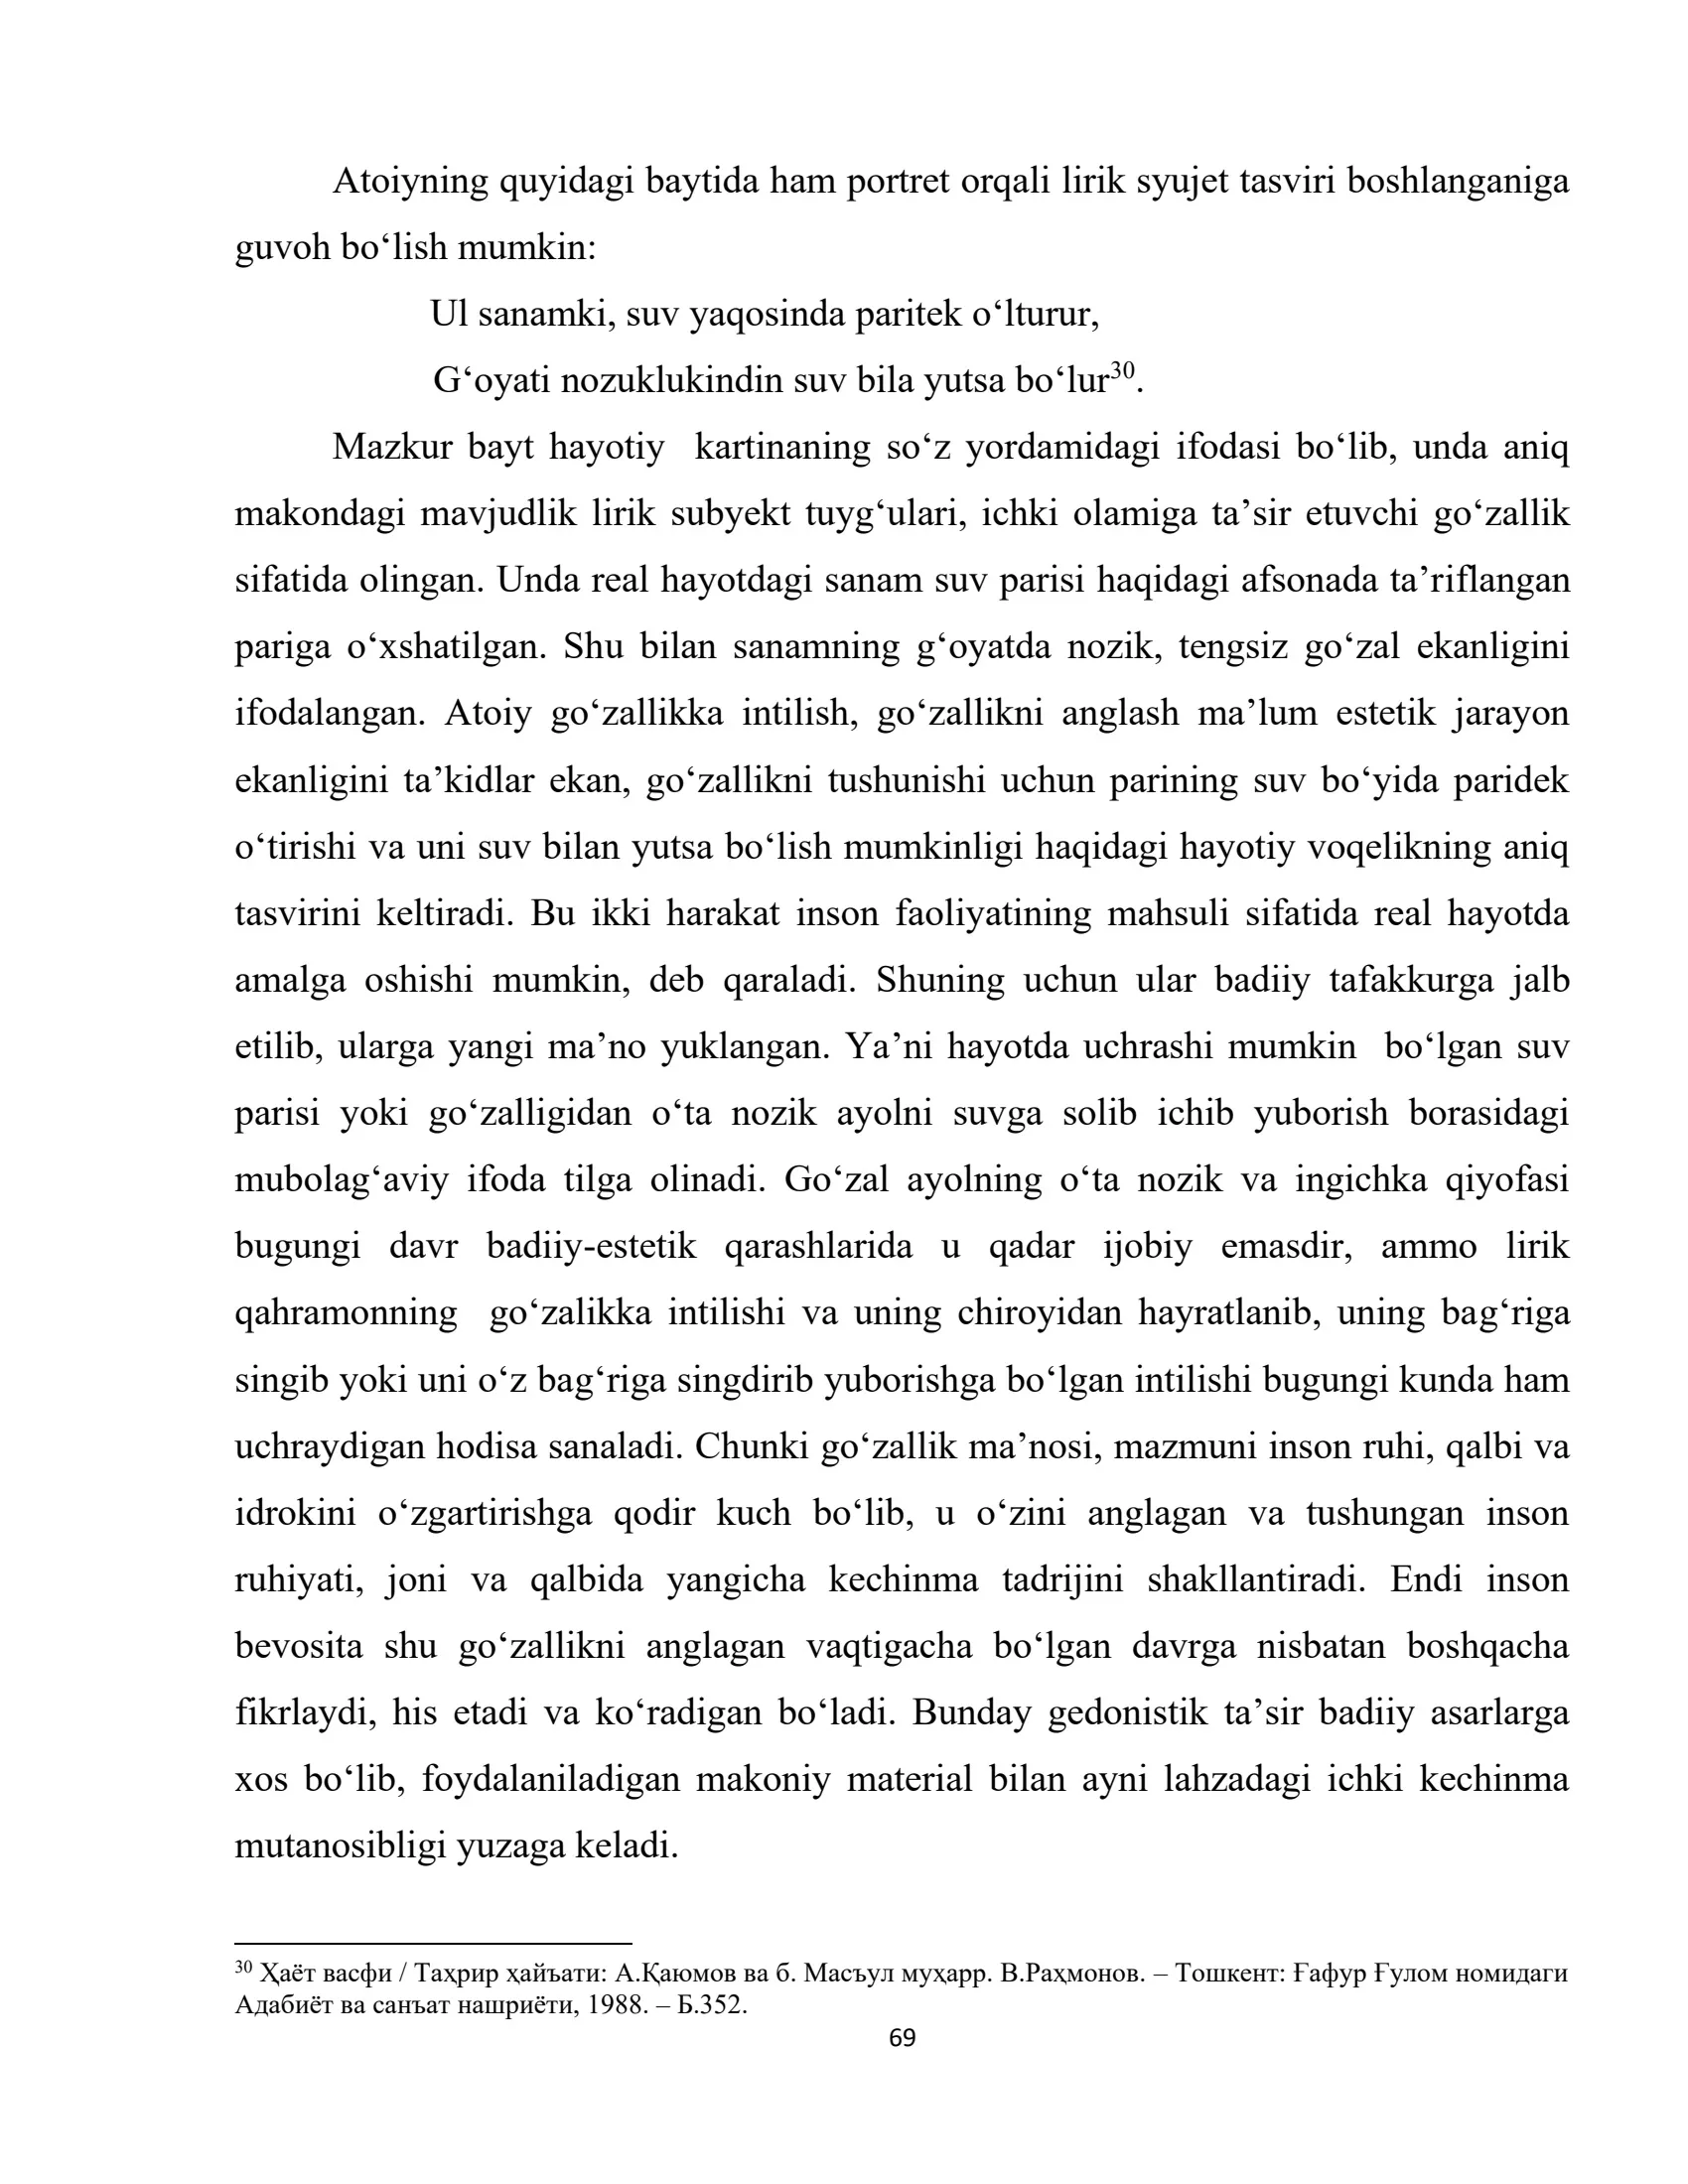 Atoiyning quyidagi baytida ham portret orqali lirik syujet tasviri boshlanganiga
guvoh bo‘lish mumkin:
Ul sanamki, suv yaqosinda paritek o‘lturur,
G‘oyati nozuklukindin suv bila yutsa bo‘lur³⁰.
Mazkur bayt hayotiy kartinaning so‘z yordamidagi ifodasi bo‘lib, unda aniq
makondagi mavjudlik lirik subyekt tuyg‘ulari, ichki olamiga ta’sir etuvchi go‘zallik
sifatida olingan. Unda real hayotdagi sanam suv parisi haqidagi afsonada ta’riflangan
pariga o‘xshatilgan. Shu bilan sanamning g‘oyatda nozik, tengsiz go‘zal ekanligini
ifodalangan. Atoiy go‘zallikka intilish, go‘zallikni anglash ma’lum estetik jarayon
ekanligini ta’kidlar ekan, go‘zallikni tushunishi uchun parining suv bo‘yida paridek
o‘tirishi va uni suv bilan yutsa bo‘lish mumkinligi haqidagi hayotiy voqelikning aniq
tasvirini keltiradi. Bu ikki harakat inson faoliyatining mahsuli sifatida real hayotda
amalga oshishi mumkin, deb qaraladi. Shuning uchun ular badiiy tafakkurga jalb
etilib, ularga yangi ma’no yuklangan. Ya’ni hayotda uchrashi mumkin bo‘lgan suv
parisi yoki go‘zalligidan o‘ta nozik ayolni suvga solib ichib yuborish borasidagi
mubolag‘aviy ifoda tilga olinadi. Go‘zal ayolning o‘ta nozik va ingichka qiyofasi
bugungi davr badiiy-estetik qarashlarida u qadar ijobiy emasdir, ammo lirik
qahramonning go‘zalikka intilishi va uning chiroyidan hayratlanib, uning bag‘riga
singib yoki uni o‘z bag‘riga singdirib yuborishga bo‘lgan intilishi bugungi kunda ham
uchraydigan hodisa sanaladi. Chunki go‘zallik ma’nosi, mazmuni inson ruhi, qalbi va
idrokini o‘zgartirishga qodir kuch bo‘lib, u o‘zini anglagan va tushungan inson
ruhiyati, joni va qalbida yangicha kechinma tadrijini shakllantiradi. Endi inson
bevosita shu go‘zallikni anglagan vaqtigacha bo‘lgan davrga nisbatan boshqacha
fikrlaydi, his etadi va ko‘radigan bo‘ladi. Bunday gedonistik ta’sir badiiy asarlarga
xos bo‘lib, foydalaniladigan makoniy material bilan ayni lahzadagi ichki kechinma
mutanosibligi yuzaga keladi.
³⁰ Ҳаёт васфи / Таҳрир ҳайъати: А.Қаюмов ва б. Масъул муҳарр. В.Раҳмонов. – Тошкент: Ғафур Ғулом номидаги
Адабиёт ва санъат нашриёти, 1988. – Б.352.
69